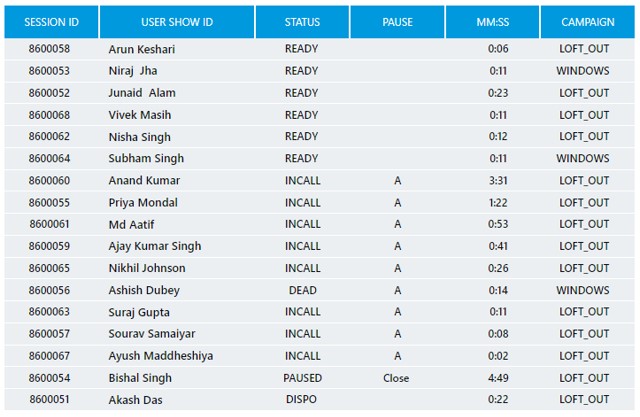 SESSION ID USER SHOW ID STATUS PAUSE MM:SS CAMPAIGN
8600058 Arun Keshari READY 0:06 LOFT_OUT
8600053 Niraj Jha READY 0:11 WINDOWS
8600052 Junaid Alam READY 0:23 LOFT_OUT
8600068 Vivek Masih READY 0:11 LOFT_OUT
8600062 Nisha Singh READY 0:12 LOFT_OUT
8600064 Subham Singh READY 0:11 WINDOWS
8600060 Anand Kumar INCALL A 3:31 LOFT_OUT
8600055 Priya Mondal INCALL A 1:22 LOFT_OUT
8600061 Md Aatif INCALL A 0:53 LOFT_OUT
8600059 Ajay Kumar Singh INCALL A 0:41 LOFT_OUT
8600065 Nikhil Johnson INCALL A 0:26 LOFT_OUT
8600056 Ashish Dubey DEAD A 0:14 WINDOWS
8600063 Suraj Gupta INCALL A 0:11 LOFT_OUT
8600057 Sourav Samaiyar INCALL A 0:08 LOFT_OUT
8600067 Ayush Maddheshiya INCALL A 0:02 LOFT_OUT
8600054 Bishal Singh PAUSED Close 4:49 LOFT_OUT
8600051 Akash Das DISPO 0:22 LOFT_OUT